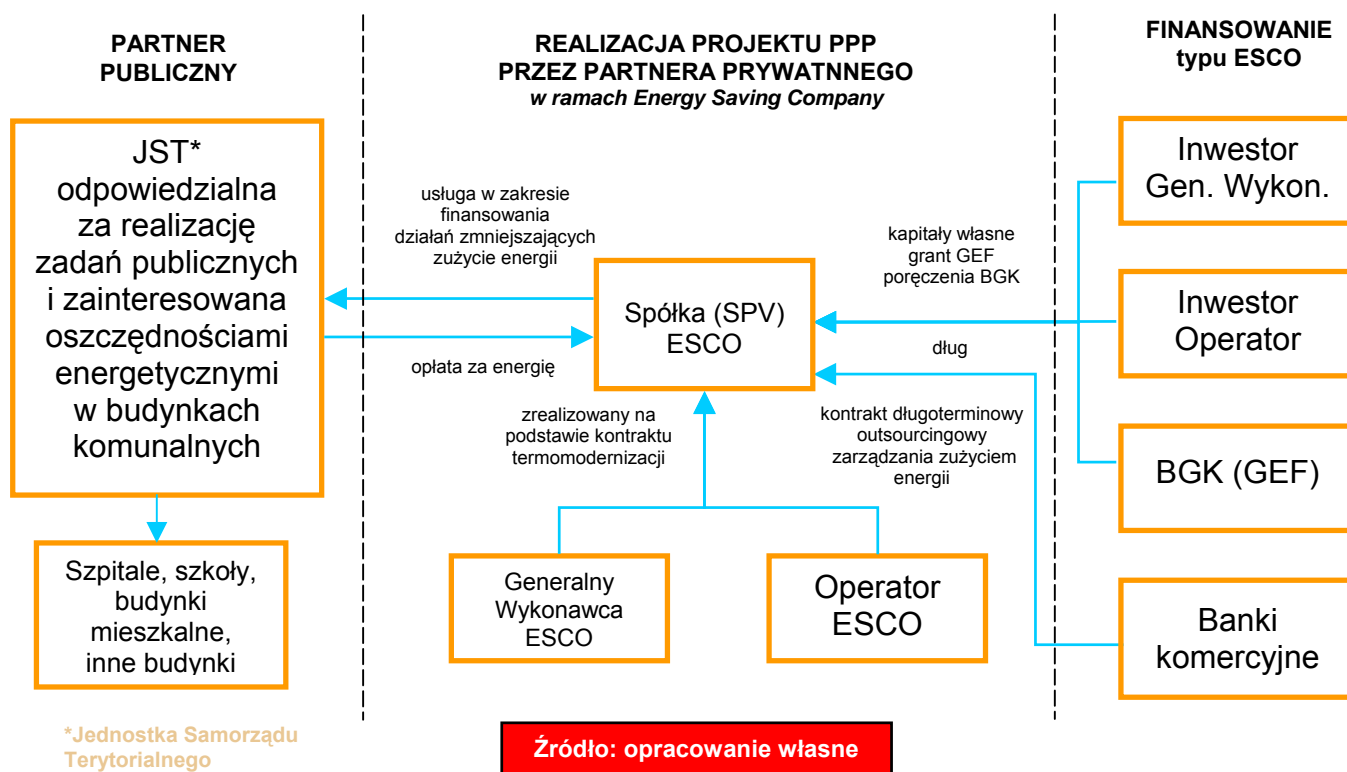 PARTNER
PUBLICZNY
JST*
odpowiedzialna
za realizację
zadań publicznych
i zainteresowana
oszczędnościami
energetycznymi
w budynkach
komunalnych
Szpitale, szkoły,
budynki
mieszkalne,
inne budynki
*Jednostka Samorządu
Terytorialnego
REALIZACJA PROJEKTU PPP
PRZEZ PARTNERA PRYWATNNEGO
w ramach Energy Saving Company
usługa w zakresie
finansowania
działań zmniejszających
zużycie energii
opłata za energię
Spółka (SPV)
ESCO
kapitały własne
grant GEF
poręczenia BGK
dług
zrealizowany na
podstawie kontraktu
termomodernizacji
kontrakt długoterminowy
outsourcingowy
zarządzania zużyciem
energii
Generalny
Wykonawca
ESCO
Operator
ESCO
Źródło: opracowanie własne
FINANSOWANIE
typu ESCO
Inwestor
Gen. Wykon.
Inwestor
Operator
BGK (GEF)
Banki
komercyjne